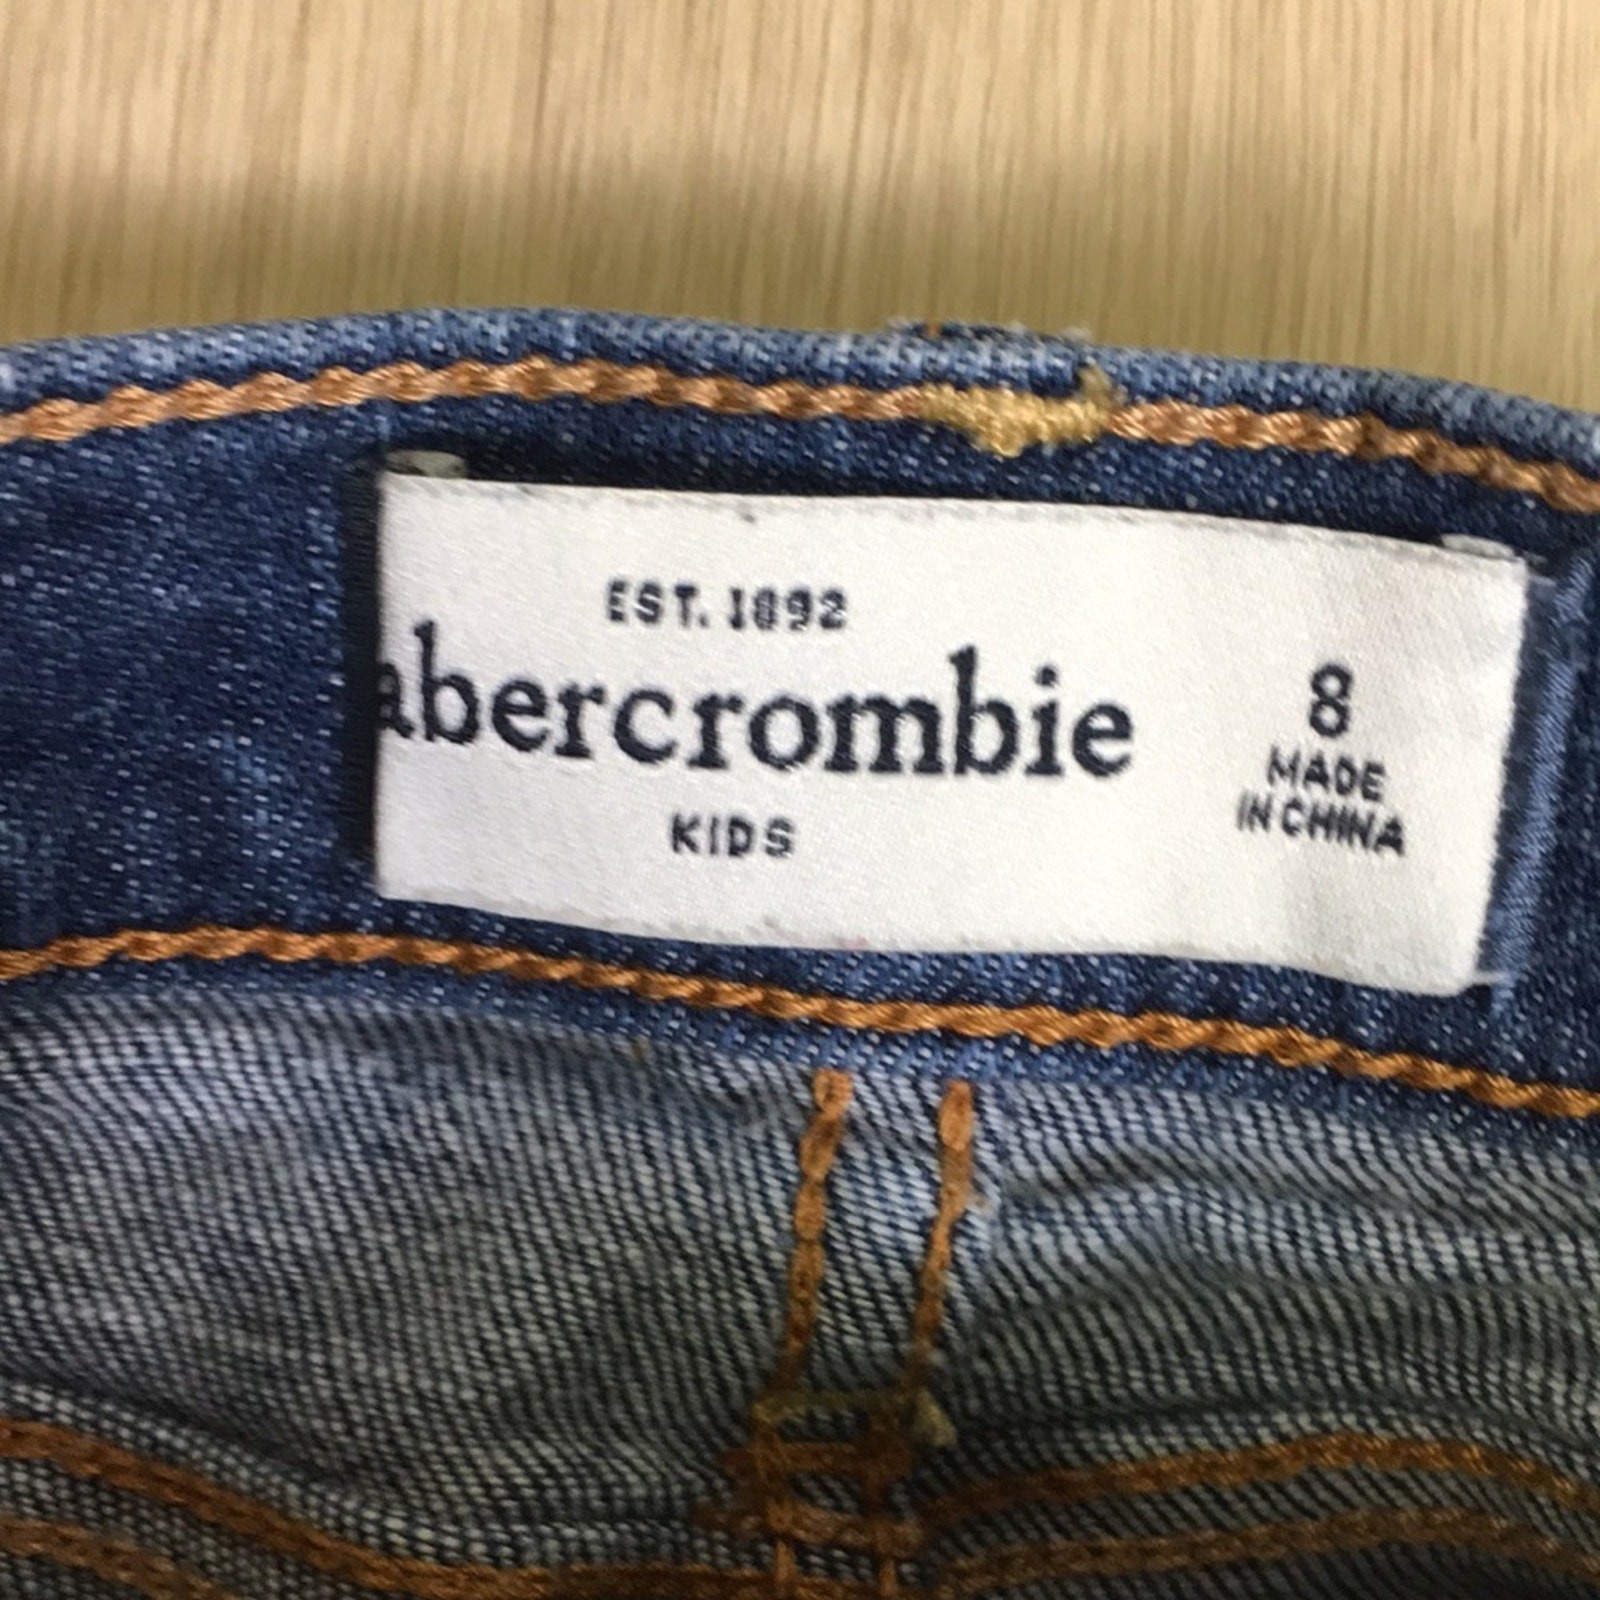 EST. 1892
abercrombie
KIDS
8
MADE
IN CHINA